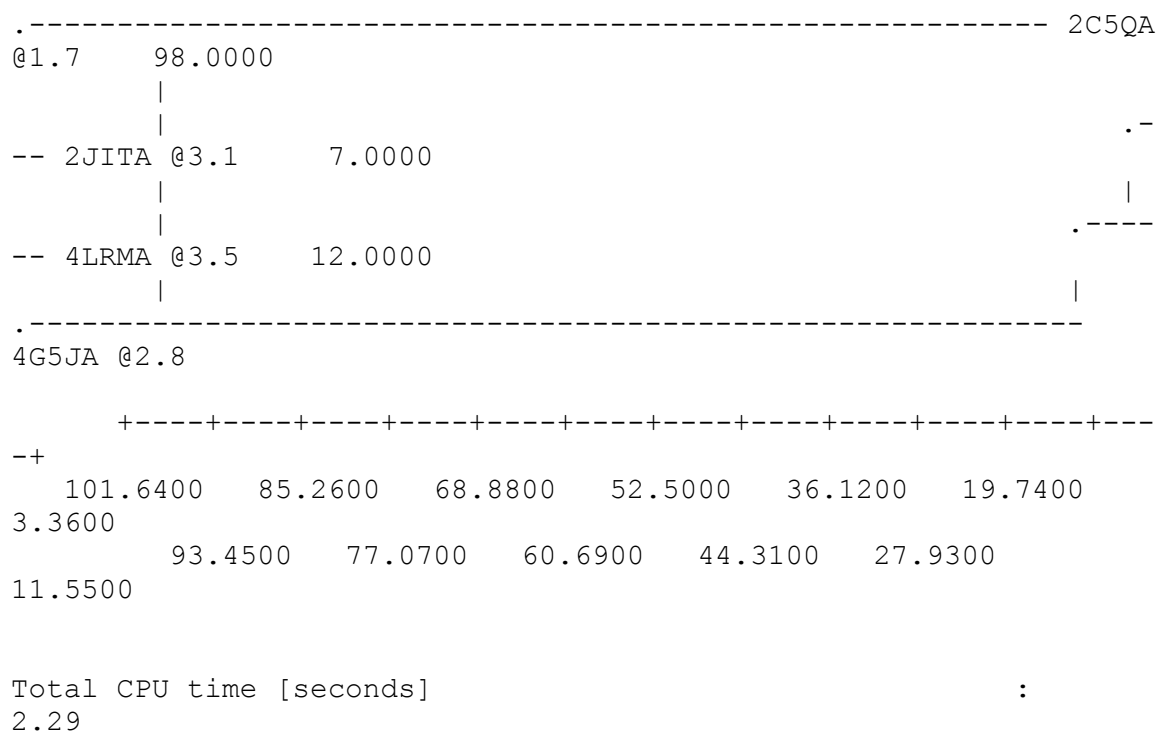 .---------------------------------------------------------- 2C5QA
@1.7    98.0000
        |
        |                                                      .-
-- 2JITA @3.1     7.0000
        |                                                      |
        |                                                   .----
-- 4LRMA @3.5    12.0000
        |                                                   |
.------------------------------------------------------------
4G5JA @2.8
      +----+----+----+----+----+----+----+----+----+----+----+---
-+
   101.6400   85.2600   68.8800   52.5000   36.1200   19.7400
3.3600
         93.4500   77.0700   60.6900   44.3100   27.9300
11.5500
Total CPU time [seconds]                                  :
2.29